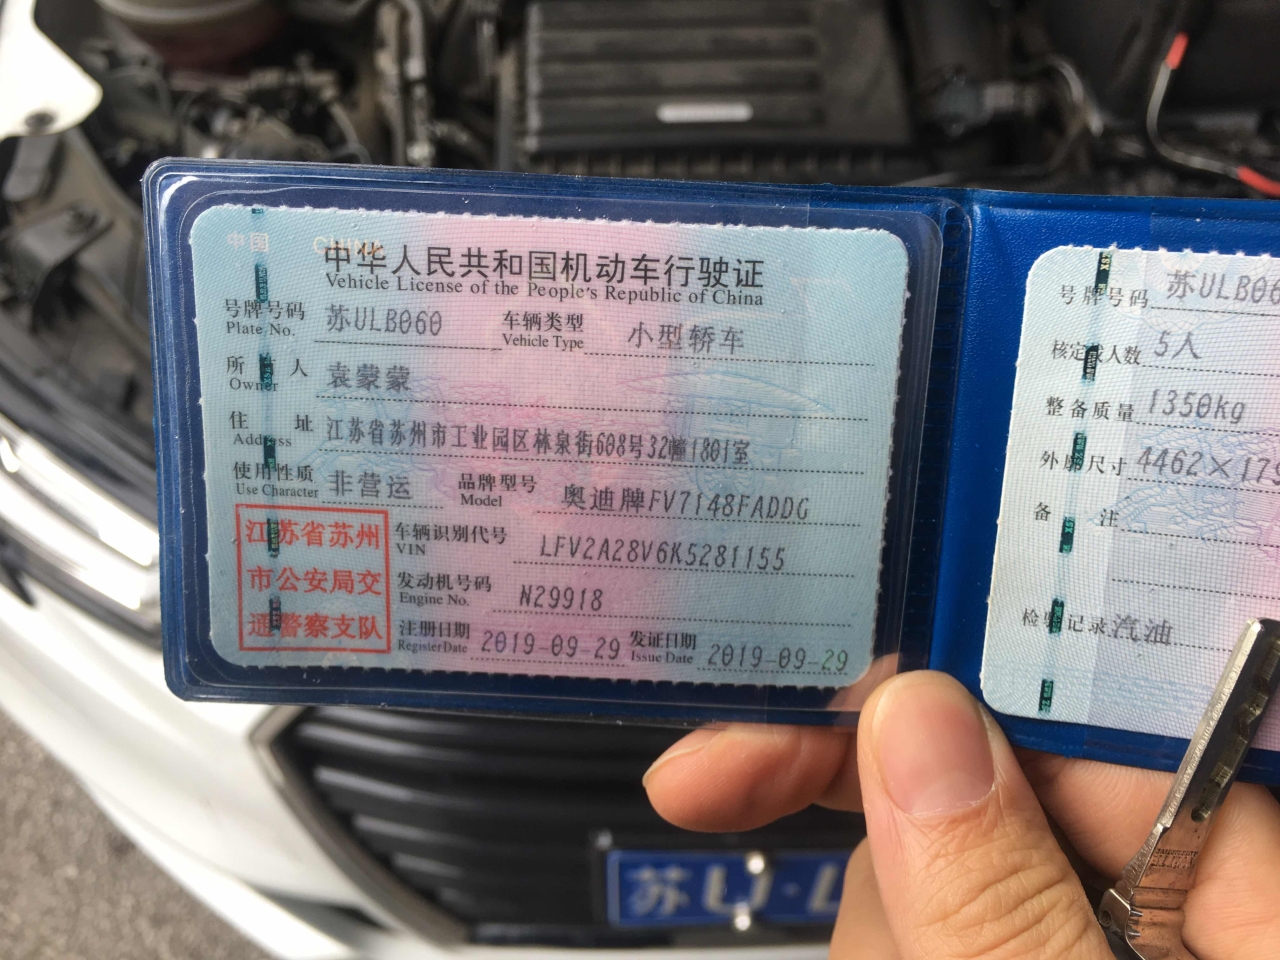 中国 CHINA
中华人民共和国机动车行驶证
Vehicle License of the People's Republic of China
号牌号码 苏ULB060 车辆类型 小型轿车
Plate No. Vehicle Type
所 有 人 袁蒙蒙
Owner
住 址 江苏省苏州市工业园区林泉街608号32幢1801室
Address
使用性质 非营运 品牌型号 奥迪牌FV7148FADDG
Use Character Model
江苏省苏州
市公安局交
通警察支队
车辆识别代号 LFV2A28V6K5281155
VIN
发动机号码 N29918
Engine No.
注册日期 2019-09-29 发证日期 2019-09-29
Register Date Issue Date
号牌号码 苏ULB06
核定载人数 5人
整备质量 1350kg
外廓尺寸 4462×179
备 注
检验记录 汽油
苏U·L